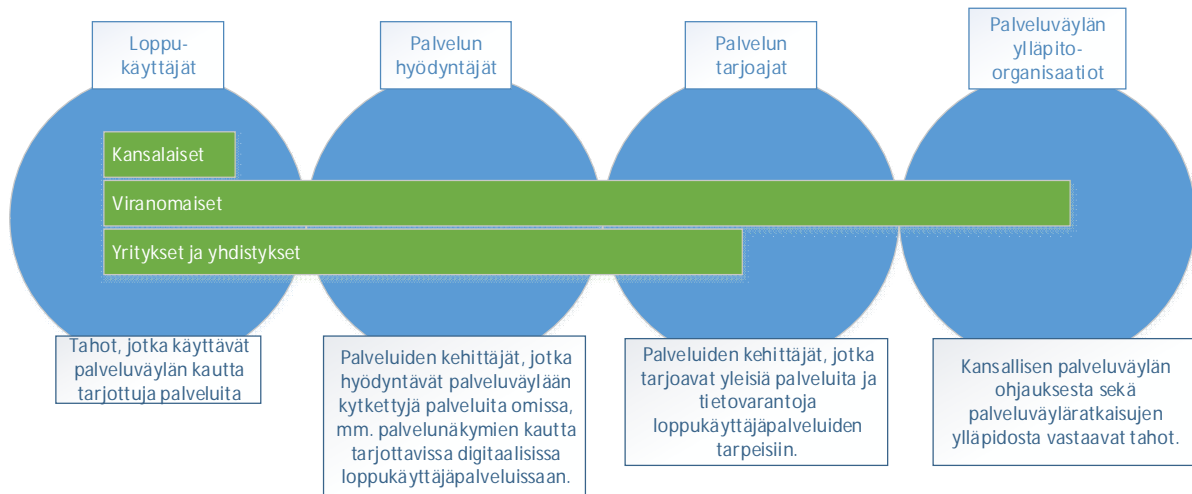 Loppu-
käyttäjät
Palvelun
hyödyntäjät
Palvelun
tarjoajat
Palveluväylän
ylläpito-
organisaatiot
Kansalaiset
Viranomaiset
Yritykset ja yhdistykset
Tahot, jotka käyttävät
palveluväylän kautta
tarjottuja palveluita
Palveluiden kehittäjät, jotka
hyödyntävät palveluväylään
kytkettyjä palveluita omissa,
mm. palvelunäkymien kautta
tarjottavissa digitaalisissa
loppukäyttäjäpalveluissaan.
Palveluiden kehittäjät, jotka
tarjoavat yleisiä palveluita ja
tietovarantoja
loppukäyttäjäpalveluiden
tarpeisiin.
Kansallisen palveluväylän
ohjauksesta sekä
palveluväyläratkaisujen
ylläpidosta vastaavat tahot.